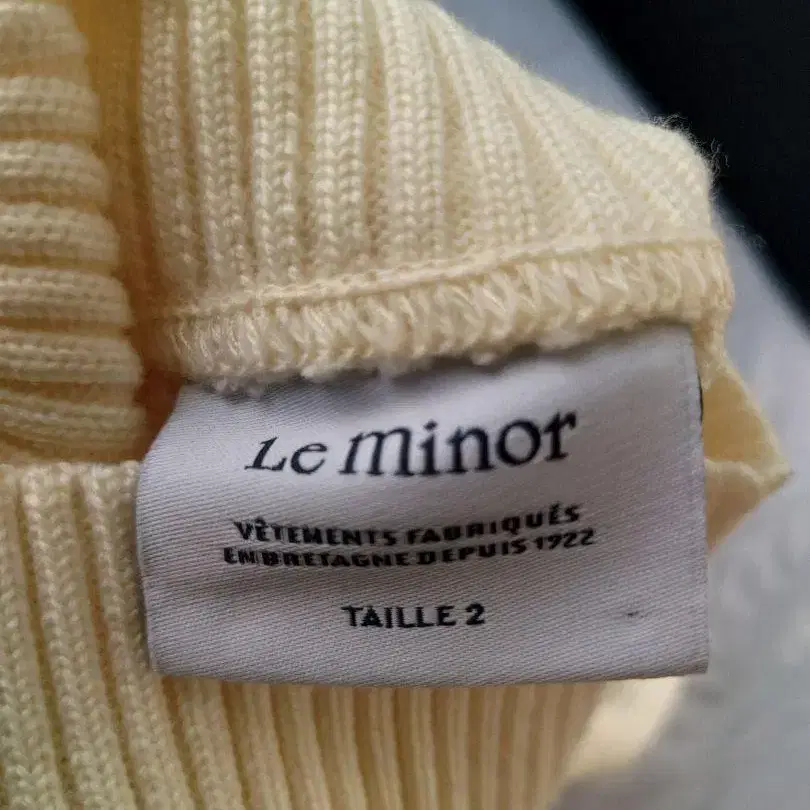 Le minor
VÊTEMENTS FABRIQUÉS
EN BRETAGNE DEPUIS 1922
TAILLE 2